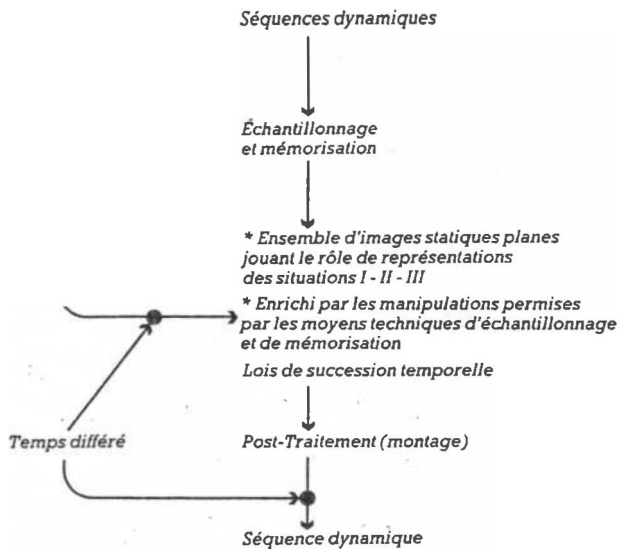 Séquences dynamiques
Échantillonnage
et mémorisation
* Ensemble d'images statiques planes
jouant le rôle de représentations
des situations I - II - III
* Enrichi par les manipulations permises
par les moyens techniques d'échantillonnage
et de mémorisation
Lois de succession temporelle
Temps différé
Post-Traitement (montage)
Séquence dynamique